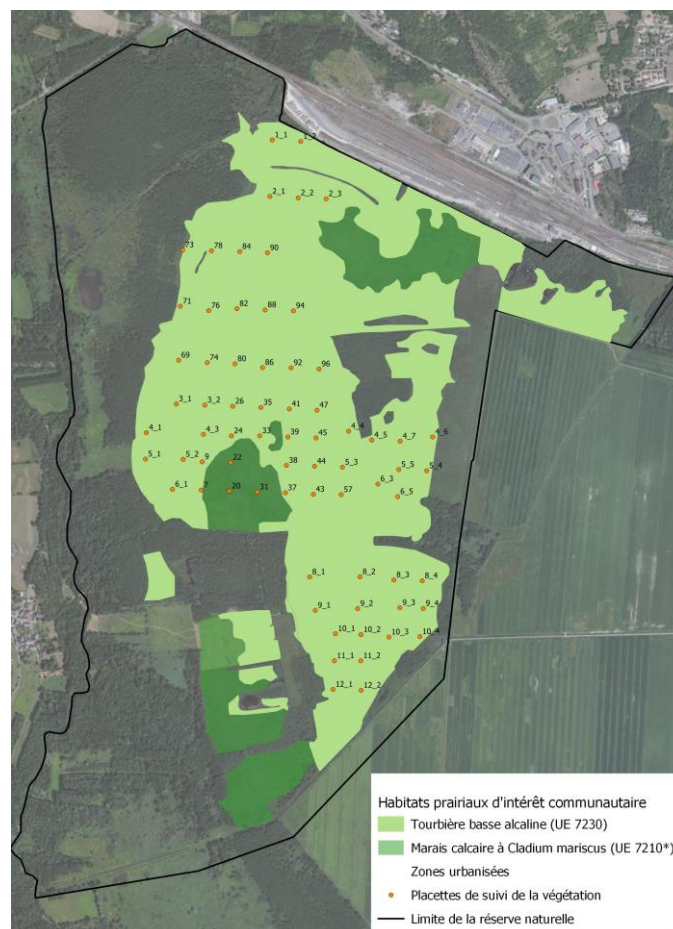 1_1 1_2
2_1 2_2 2_3
73 78 84 90
71 76 82 88 94
69 74 80 86 92 96
3_1 3_2 26 35 41 47
4_1 4_3 24 33 39 45 4_4 4_5 4_7 4_6
5_1 5_2 9 22 38 44 5_3 5_5 5_4
6_1 7 20 31 37 43 57 6_3 6_5
8_1 8_2 8_3 8_4
9_1 9_2 9_3 9_4
10_1 10_2 10_3 10_4
11_1 11_2
12_1 12_2
Habitats prairiaux d'intérêt communautaire
Tourbière basse alcaline (UE 7230)
Marais calcaire à Cladium mariscus (UE 7210*)
Zones urbanisées
Placettes de suivi de la végétation
Limite de la réserve naturelle